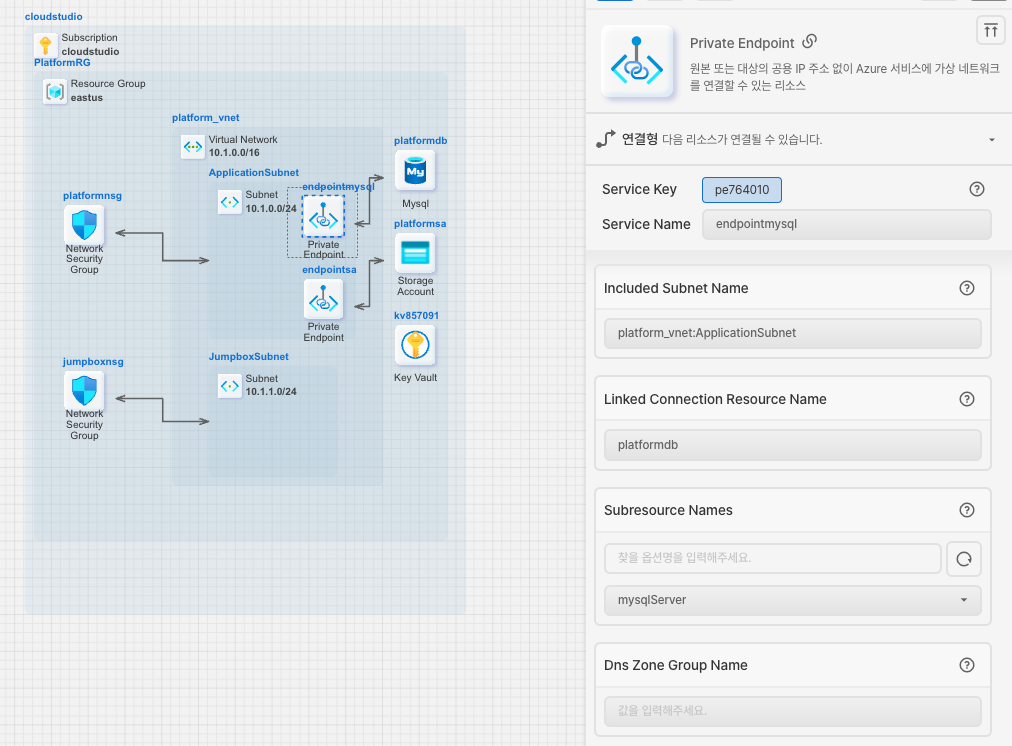 cloudstudio
Subscription
cloudstudio
PlatformRG
Resource Group
eastus
platform_vnet
Virtual Network
10.1.0.0/16
platformdb
Mysql
ApplicationSubnet
Subnet
10.1.0.0/24
endpointmysql
Private
Endpoint
platformnsg
Network
Security
Group
platformsa
Storage
Account
endpointsa
Private
Endpoint
kv857091
Key Vault
jumpboxnsg
Network
Security
Group
JumpboxSubnet
Subnet
10.1.1.0/24
Private Endpoint
원본 또는 대상의 공용 IP 주소 없이 Azure 서비스에 가상 네트워크
를 연결할 수 있는 리소스
연결형 다음 리소스가 연결될 수 있습니다.
Service Key pe764010
Service Name endpointmysql
Included Subnet Name
platform_vnet:ApplicationSubnet
Linked Connection Resource Name
platformdb
Subresource Names
찾을 옵션명을 입력해주세요.
mysqlServer
Dns Zone Group Name
값을 입력해주세요.